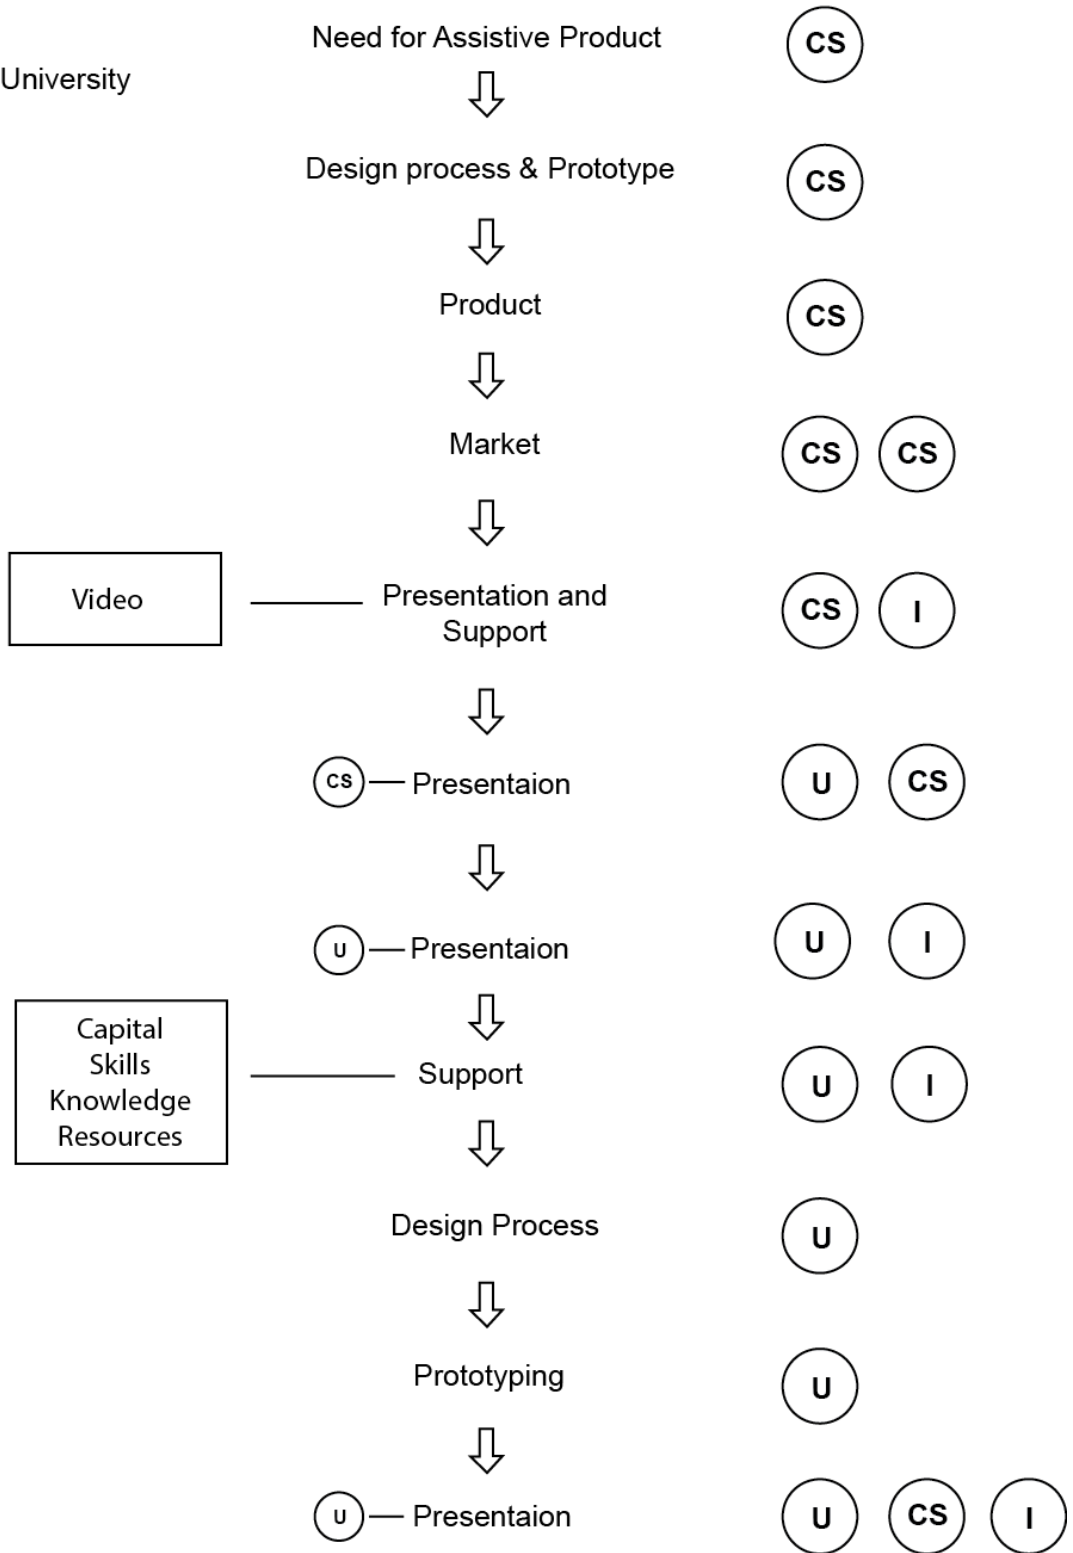 Need for Assistive Product
CS
University
Design process & Prototype
CS
Product
CS
Market
CS CS
Video
Presentation and
Support
CS I
CS Presentaion
U CS
U Presentaion
U I
Capital
Skills
Knowledge
Resources
Support
U I
Design Process
U
Prototyping
U
U Presentaion
U CS I